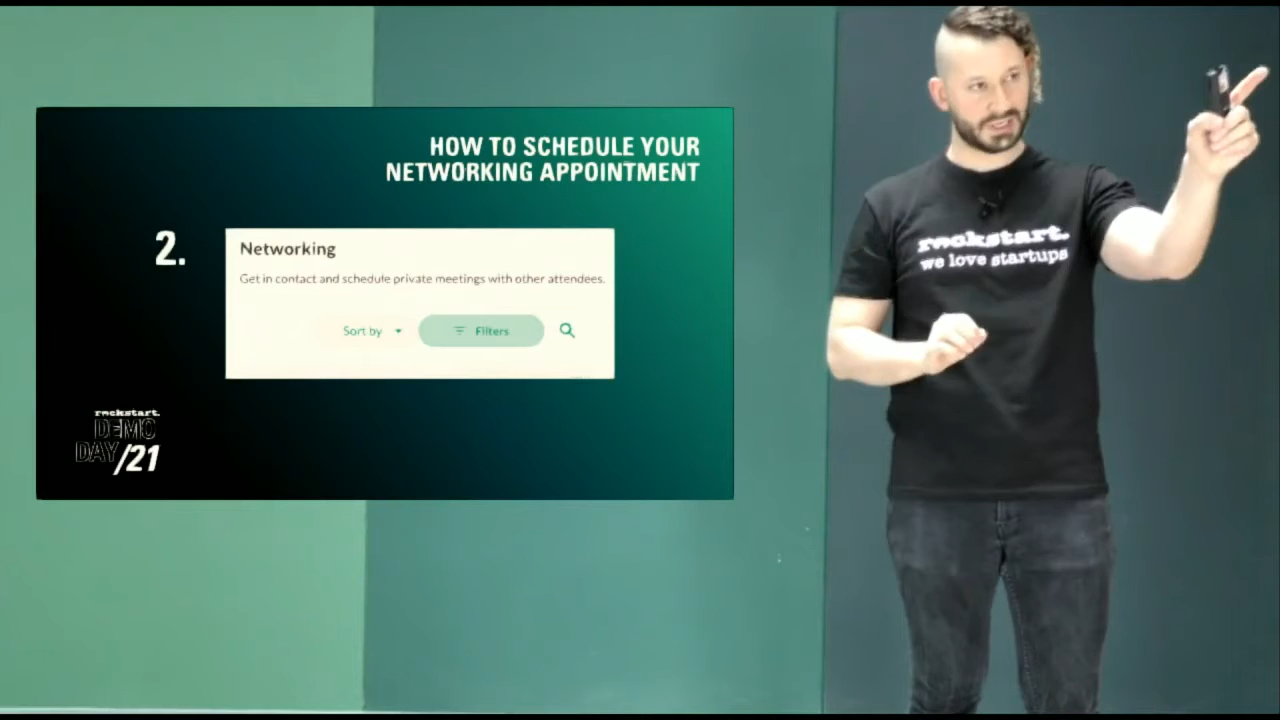 HOW TO SCHEDULE YOUR
NETWORKING APPOINTMENT
2.
Networking
Get in contact and schedule private meetings with other attendees.
Sort by
Filters
rockstart.
DEMO
DAY/21
rockstart.
we love startups